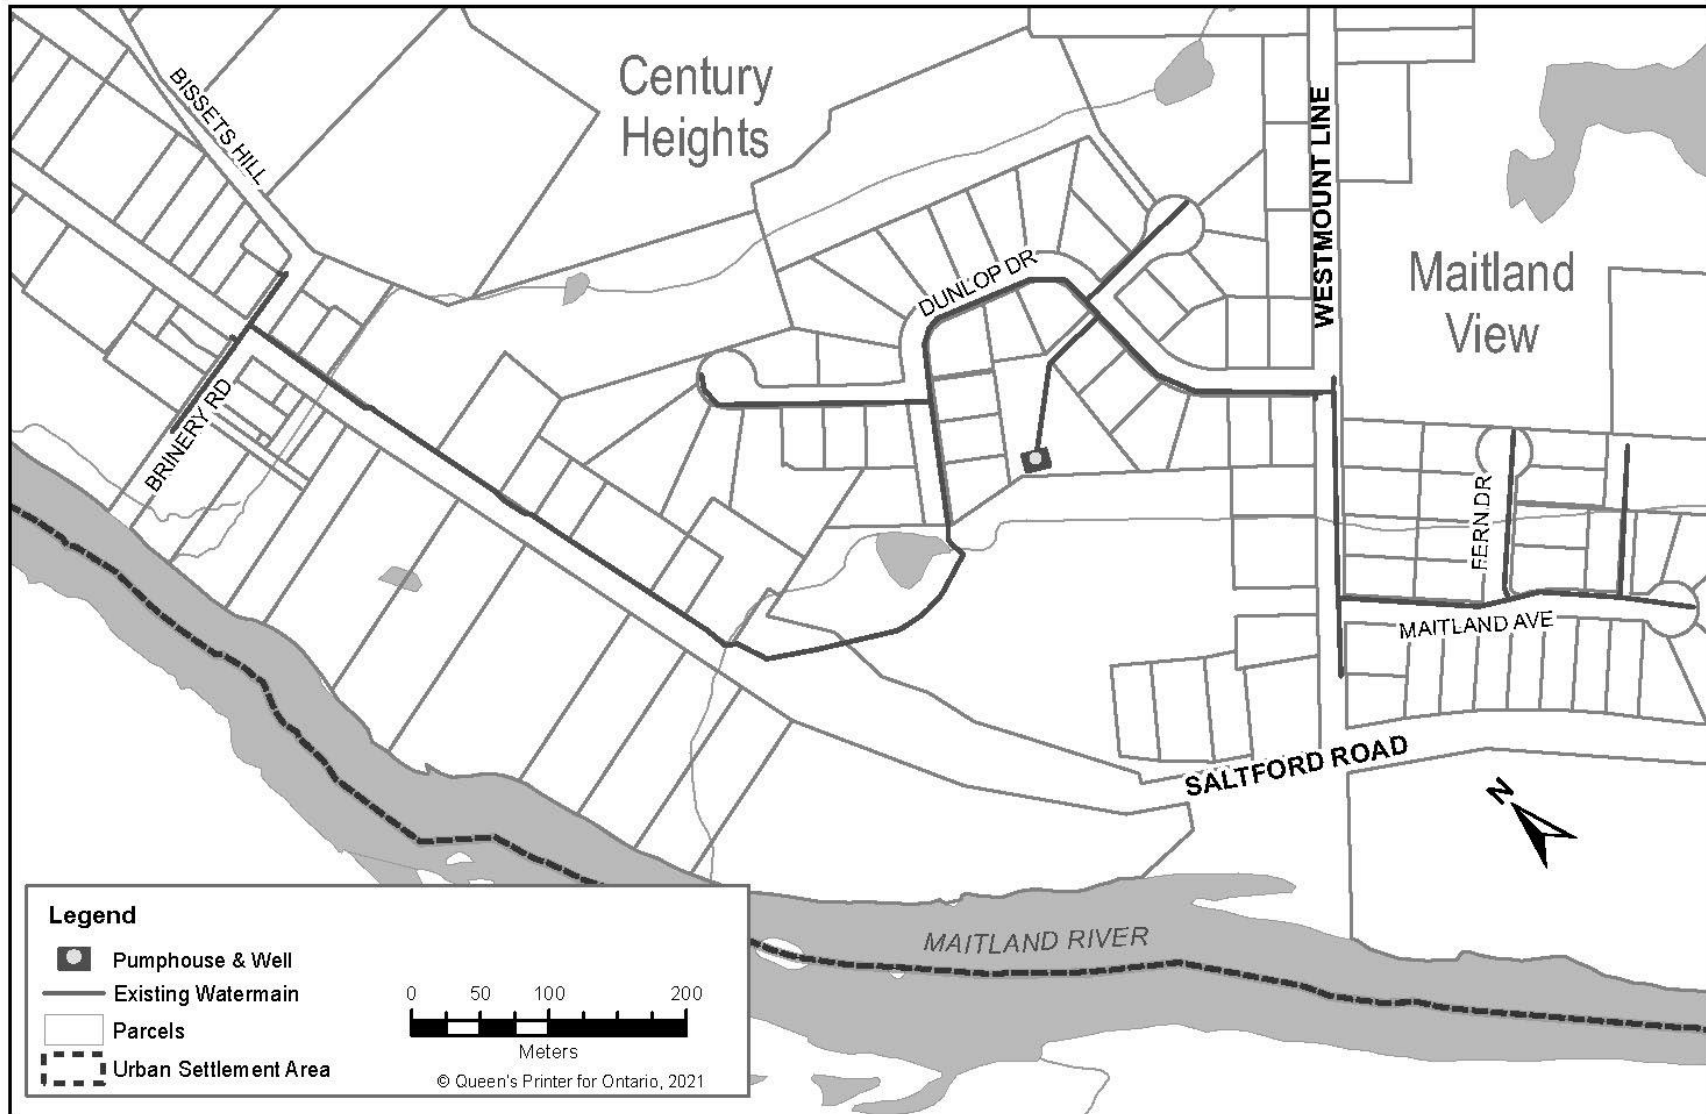 Century
Heights
BISSETS HILL
WESTMOUNT LINE
Maitland
View
DUNLOP DR
BRINERY RD
FERN DR
MAITLAND AVE
SALTFORD ROAD
N
MAITLAND RIVER
Legend
Pumphouse & Well
Existing Watermain
Parcels
Urban Settlement Area
0 50 100 200
Meters
© Queen's Printer for Ontario, 2021